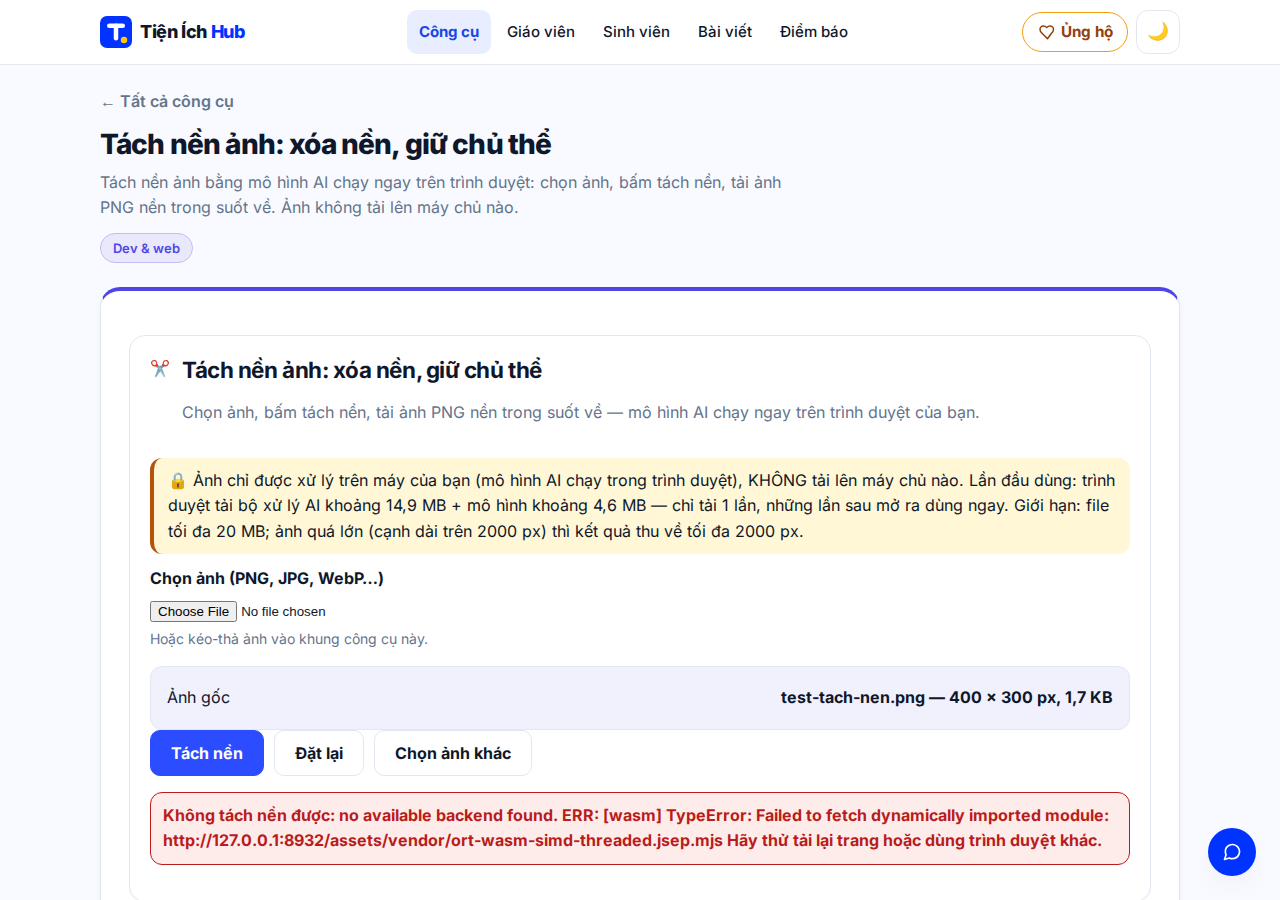 Tiện Ích Hub
Công cụ
Giáo viên
Sinh viên
Bài viết
Điểm báo
Ủng hộ
← Tất cả công cụ
Tách nền ảnh: xóa nền, giữ chủ thể
Tách nền ảnh bằng mô hình AI chạy ngay trên trình duyệt: chọn ảnh, bấm tách nền, tải ảnh
PNG nền trong suốt về. Ảnh không tải lên máy chủ nào.
Dev & web
Tách nền ảnh: xóa nền, giữ chủ thể
Chọn ảnh, bấm tách nền, tải ảnh PNG nền trong suốt về — mô hình AI chạy ngay trên trình duyệt của bạn.
🔒 Ảnh chỉ được xử lý trên máy của bạn (mô hình AI chạy trong trình duyệt), KHÔNG tải lên máy chủ nào. Lần đầu dùng: trình
duyệt tải bộ xử lý AI khoảng 14,9 MB + mô hình khoảng 4,6 MB — chỉ tải 1 lần, những lần sau mở ra dùng ngay. Giới hạn: file
tối đa 20 MB; ảnh quá lớn (cạnh dài trên 2000 px) thì kết quả thu về tối đa 2000 px.
Chọn ảnh (PNG, JPG, WebP...)
Choose File No file chosen
Hoặc kéo-thả ảnh vào khung công cụ này.
Ảnh gốc
test-tach-nen.png — 400 × 300 px, 1,7 KB
Tách nền
Đặt lại
Chọn ảnh khác
Không tách nền được: no available backend found. ERR: [wasm] TypeError: Failed to fetch dynamically imported module:
http://127.0.0.1:8932/assets/vendor/ort-wasm-simd-threaded.jsep.mjs Hãy thử tải lại trang hoặc dùng trình duyệt khác.